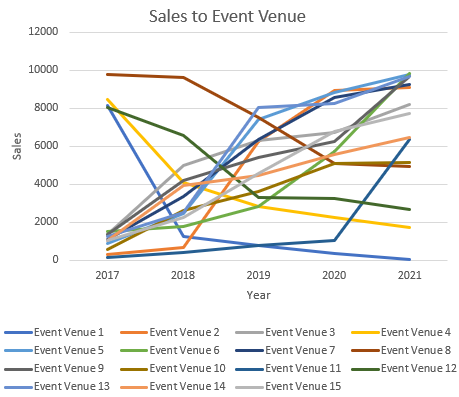 Sales to Event Venue
12000
10000
8000
6000
4000
2000
0
Sales
2017 2018 2019 2020 2021
Year
Event Venue 1 Event Venue 2 Event Venue 3 Event Venue 4
Event Venue 5 Event Venue 6 Event Venue 7 Event Venue 8
Event Venue 9 Event Venue 10 Event Venue 11 Event Venue 12
Event Venue 13 Event Venue 14 Event Venue 15